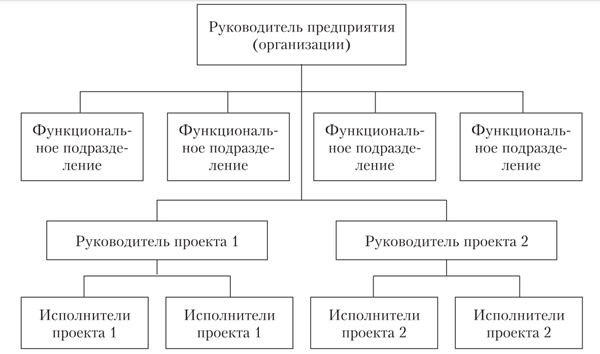 Руководитель предприятия
(организации)
Функциональ-
ное подразде-
ление
Функциональ-
ное подразде-
ление
Функциональ-
ное подразде-
ление
Функциональ-
ное подразде-
ление
Руководитель проекта 1
Руководитель проекта 2
Исполнители
проекта 1
Исполнители
проекта 1
Исполнители
проекта 2
Исполнители
проекта 2